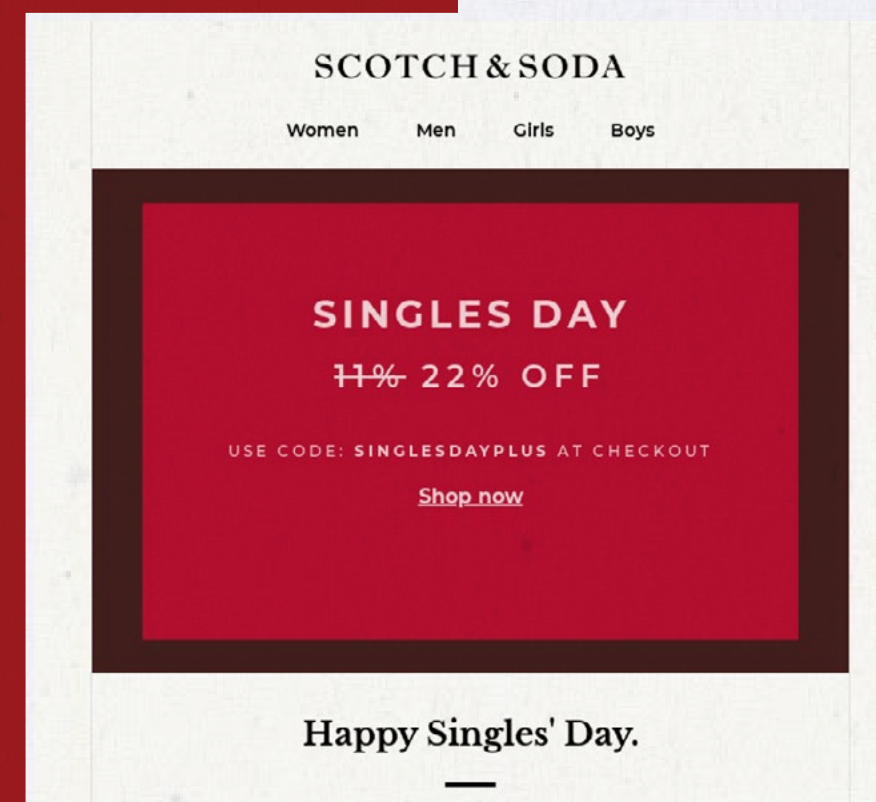 SCOTCH & SODA
Women Men Girls Boys
SINGLES DAY
11% 22% OFF
USE CODE: SINGLESDAYPLUS AT CHECKOUT
Shop now
Happy Singles' Day.